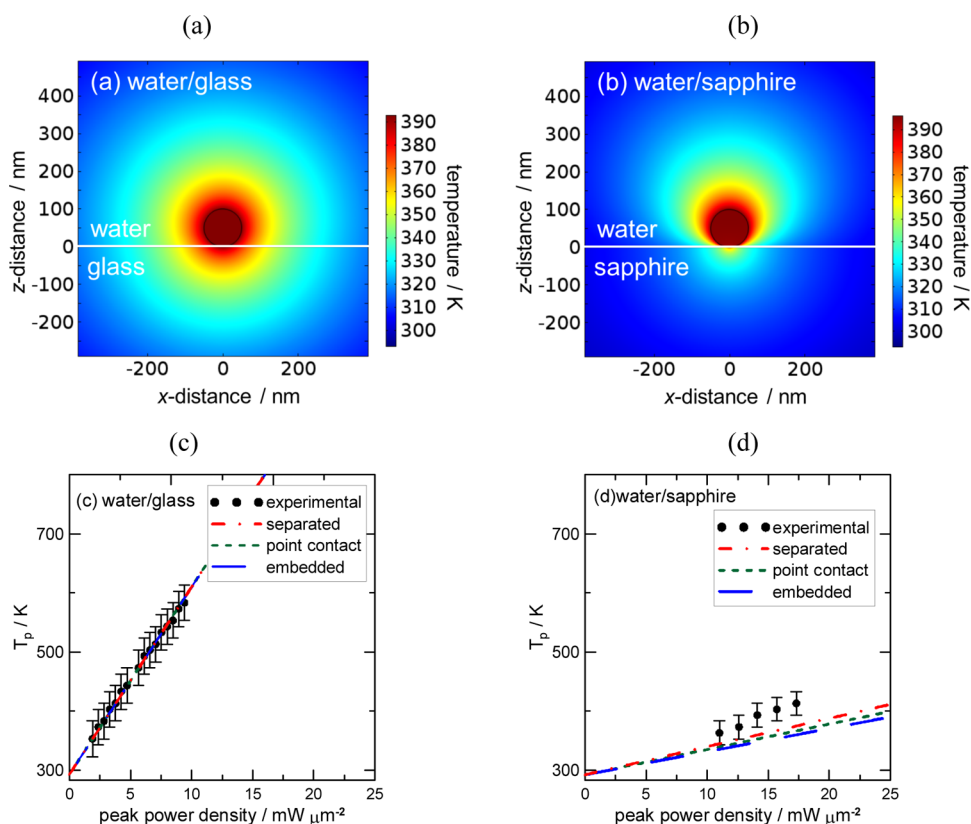 (a)
(b)
(a) water/glass
400
300
200
100
0
-100
-200
z-distance / nm
water
glass
-200
0
200
x-distance / nm
390
380
370
360
350
340
330
320
310
300
temperature / K
(b) water/sapphire
400
300
200
100
0
-100
-200
z-distance / nm
water
sapphire
-200
0
200
x-distance / nm
390
380
370
360
350
340
330
320
310
300
temperature / K
(c)
(d)
(c) water/glass
experimental
separated
point contact
embedded
700
500
300
Tp / K
0
5
10
15
20
25
peak power density / mW μm-2
(d)water/sapphire
experimental
separated
point contact
embedded
700
500
300
Tp / K
0
5
10
15
20
25
peak power density / mW μm-2